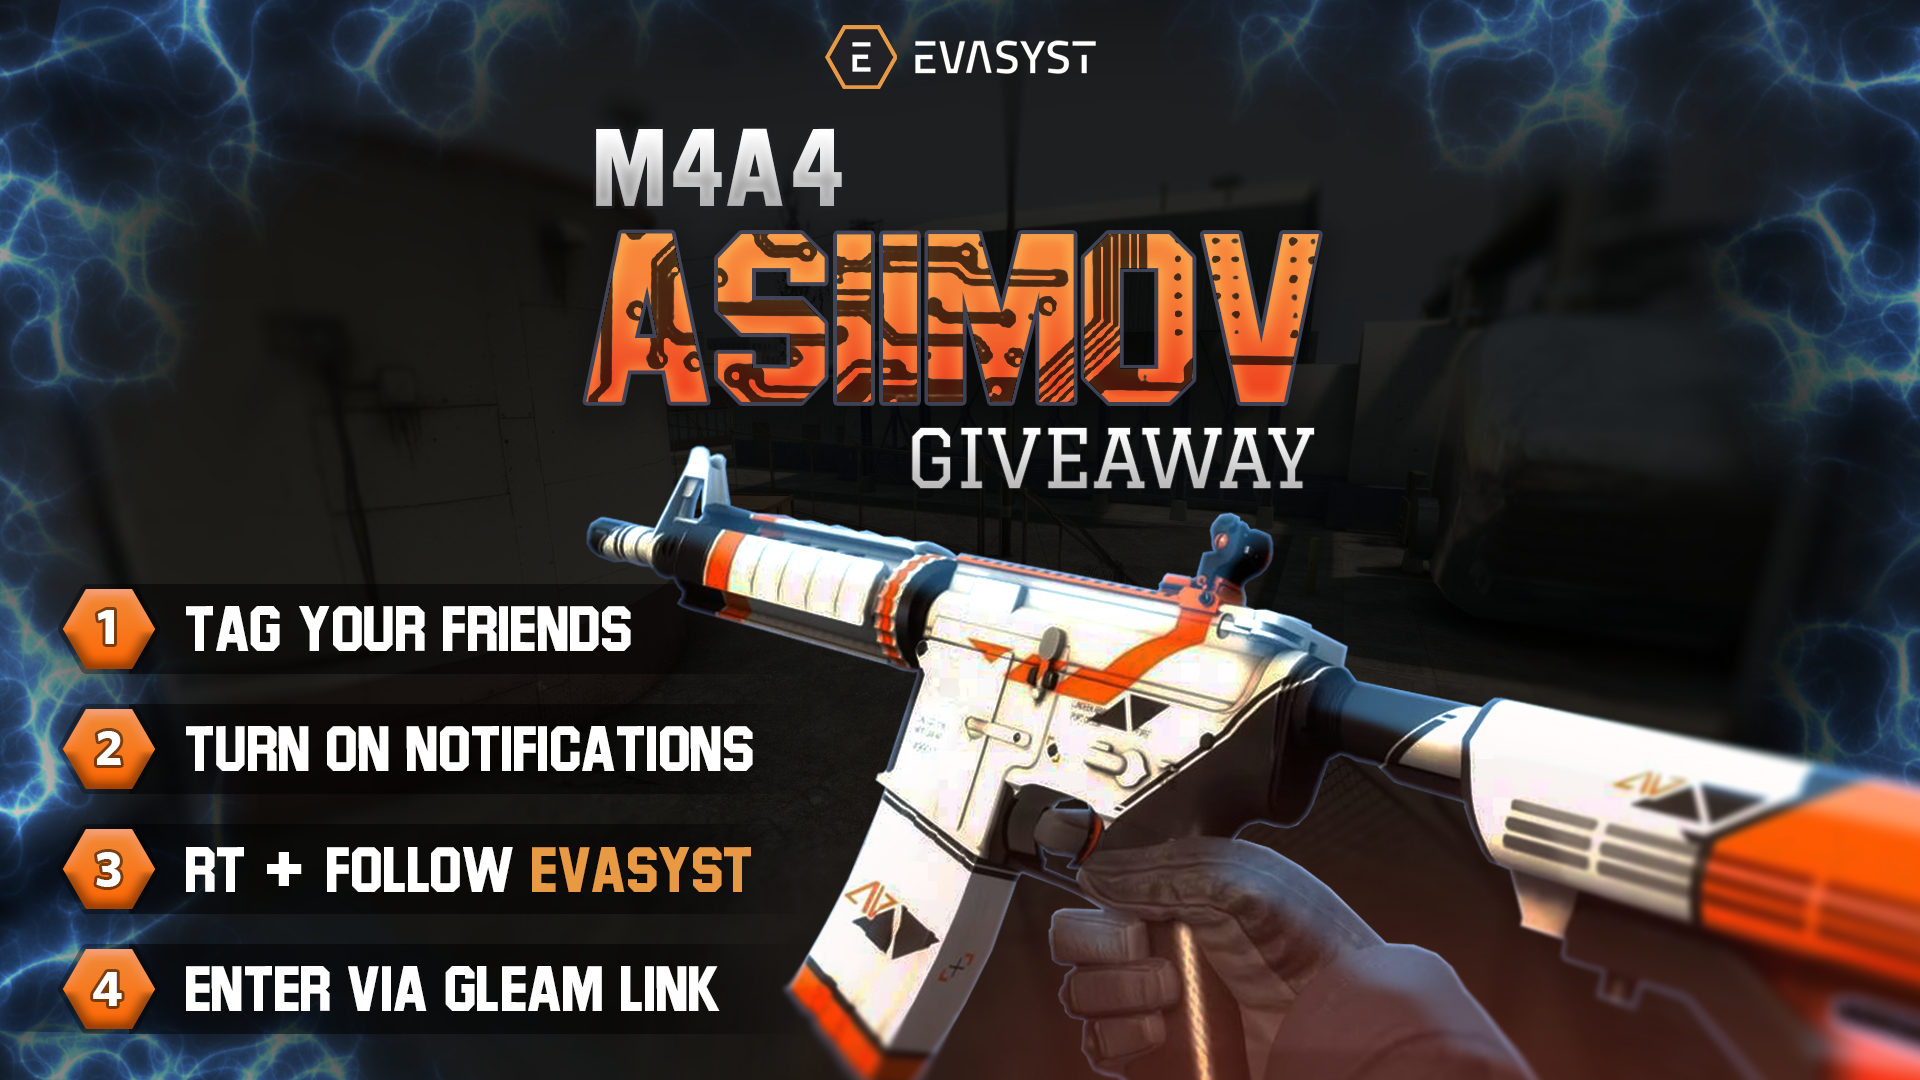 E EVASYST
M4A4
ASIIMOV
GIVEAWAY
1 TAG YOUR FRIENDS
2 TURN ON NOTIFICATIONS
3 RT + FOLLOW EVASYST
4 ENTER VIA GLEAM LINK